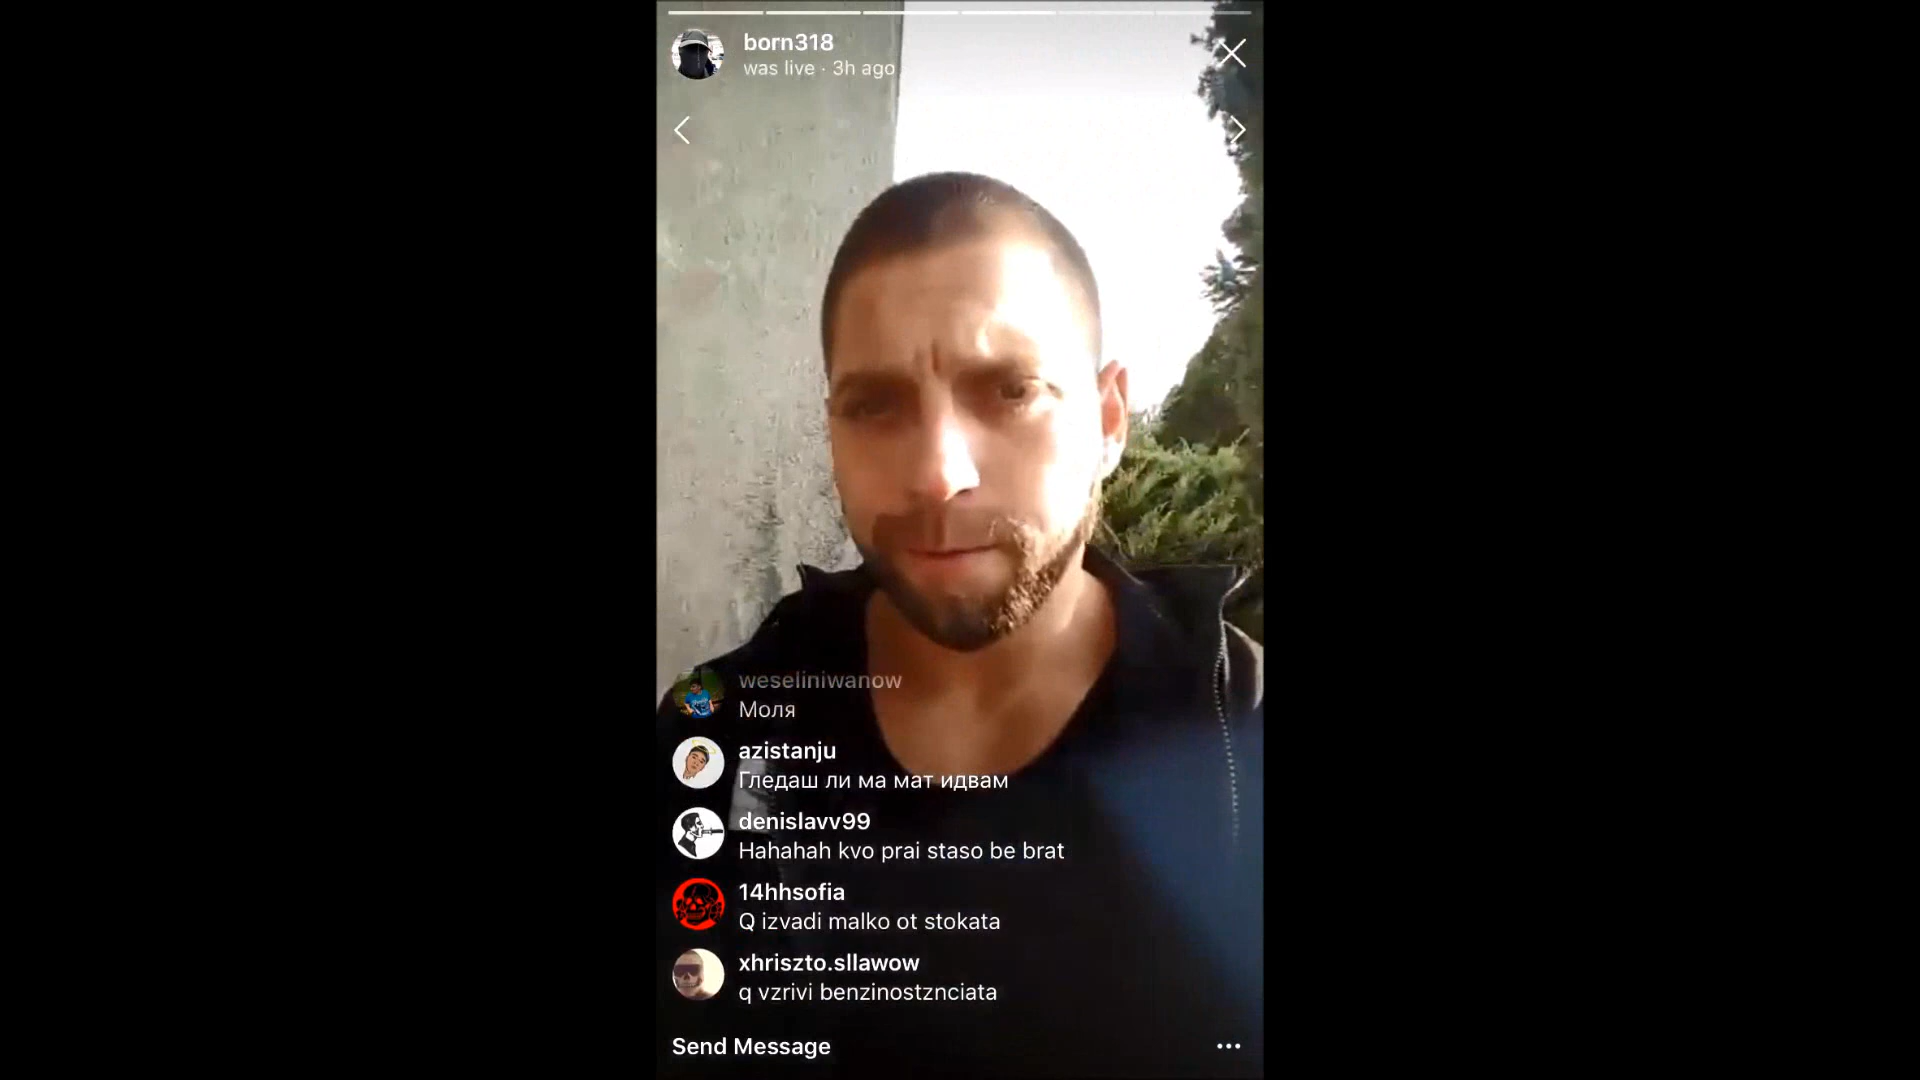 born318
was live · 3h ago
weseliniwanow
Моля
azistanju
Гледаш ли ма мат идвам
denislavv99
Hahahah kvo prai staso be brat
14hhsofia
Q izvadi malko ot stokata
xhriszto.sllawow
q vzrivi benzinostznciata
Send Message